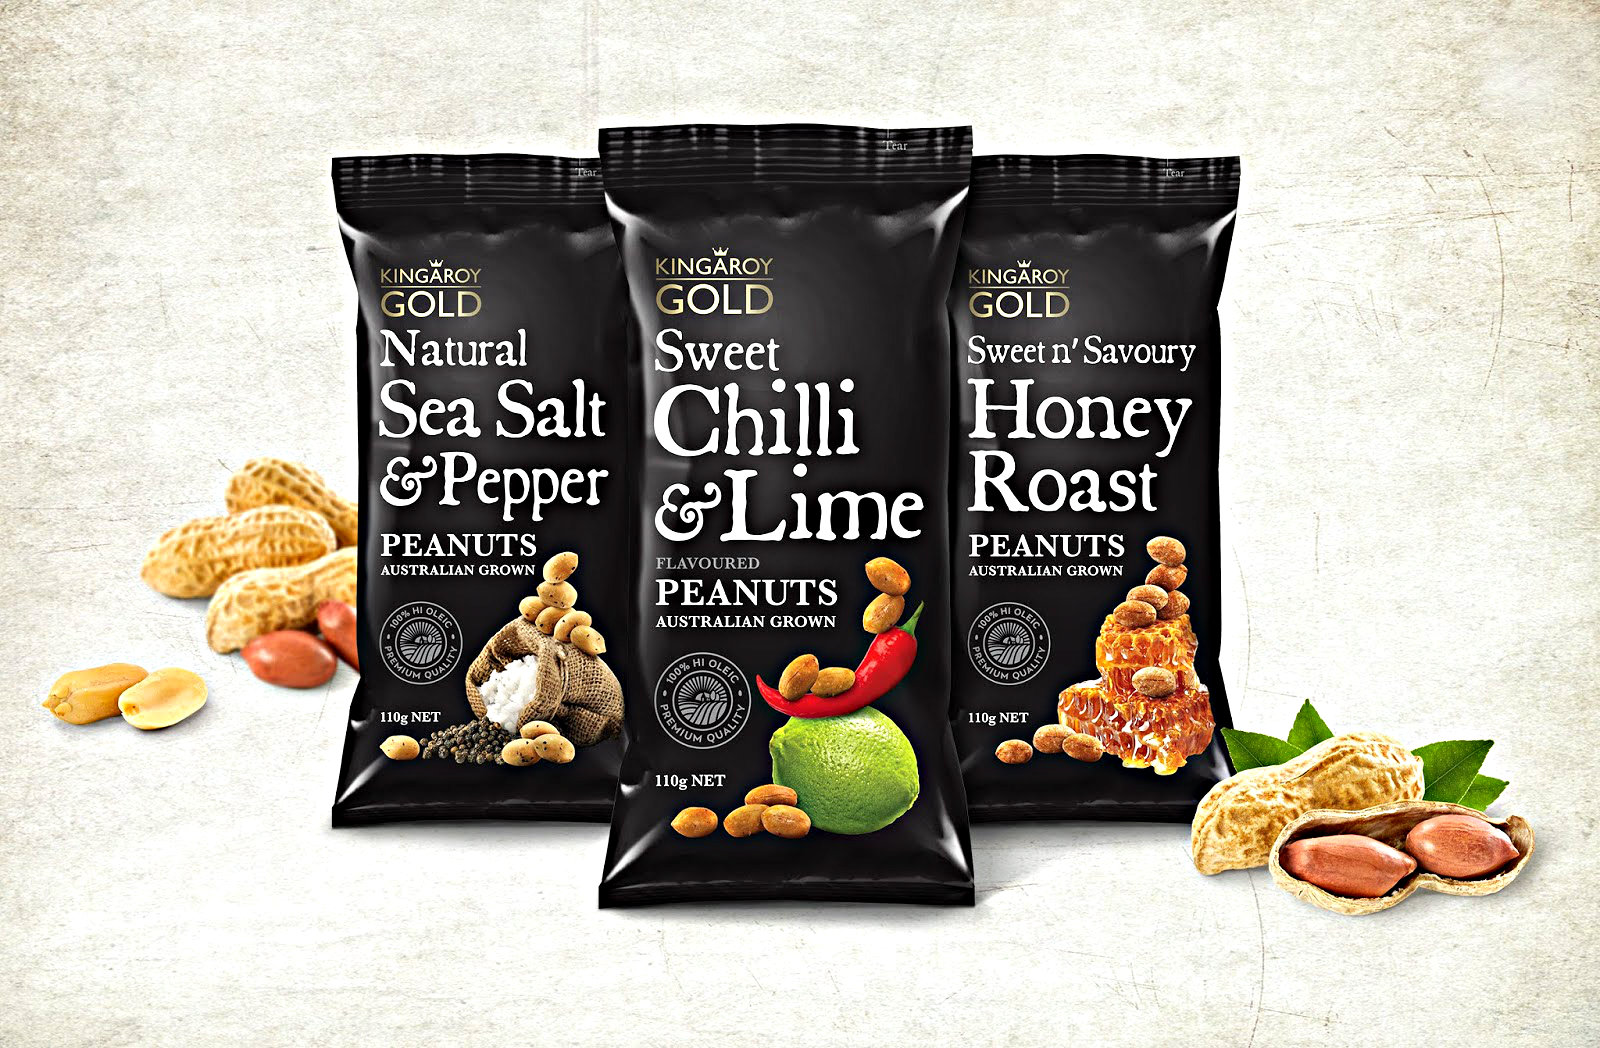 Tear
KINGAROY
GOLD
Natural
Sea Salt
& Pepper
PEANUTS
AUSTRALIAN GROWN
100% HI OLEIC
PREMIUM QUALITY
110g NET
Tear
KINGAROY
GOLD
Sweet
Chilli
& Lime
FLAVOURED
PEANUTS
AUSTRALIAN GROWN
100% HI OLEIC
PREMIUM QUALITY
110g NET
Tear
KINGAROY
GOLD
Sweet n' Savoury
Honey
Roast
PEANUTS
AUSTRALIAN GROWN
100% HI OLEIC
PREMIUM QUALITY
110g NET